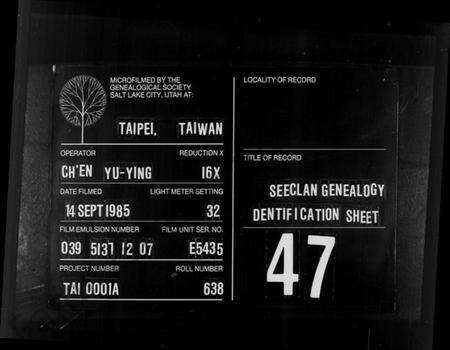 MICROFILMED BY THE
GENEALOGICAL SOCIETY
SALT LAKE CITY, UTAH AT:
TAIPEI, TAIWAN
OPERATOR REDUCTION X
CH'EN YU-YING 16X
DATE FILMED LIGHT METER SETTING
14 SEPT 1985 32
FILM EMULSION NUMBER FILM UNIT SER. NO.
039 5131 12 07 E5435
PROJECT NUMBER ROLL NUMBER
TAI 0001A 638
LOCALITY OF RECORD
TITLE OF RECORD
SEECLAN GENEALOGY
DENTIFICATION SHEET
47